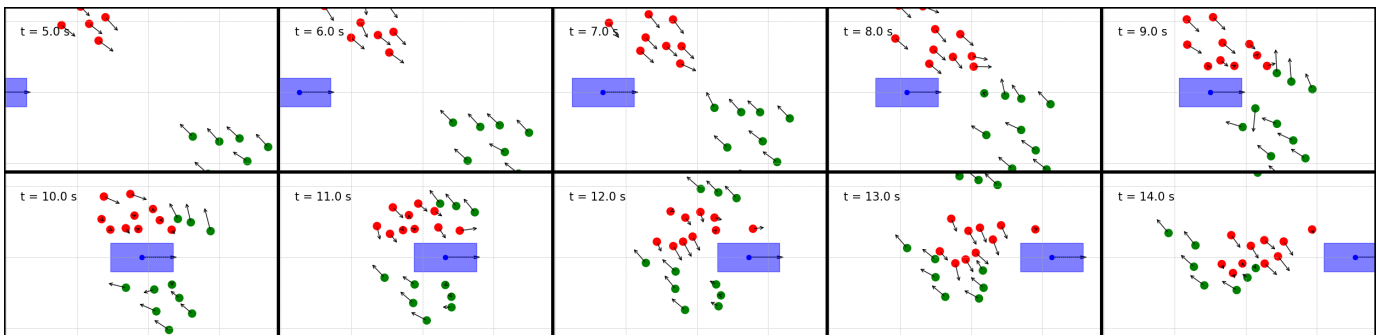 t = 5.0 s
t = 6.0 s
t = 7.0 s
t = 8.0 s
t = 9.0 s
t = 10.0 s
t = 11.0 s
t = 12.0 s
t = 13.0 s
t = 14.0 s